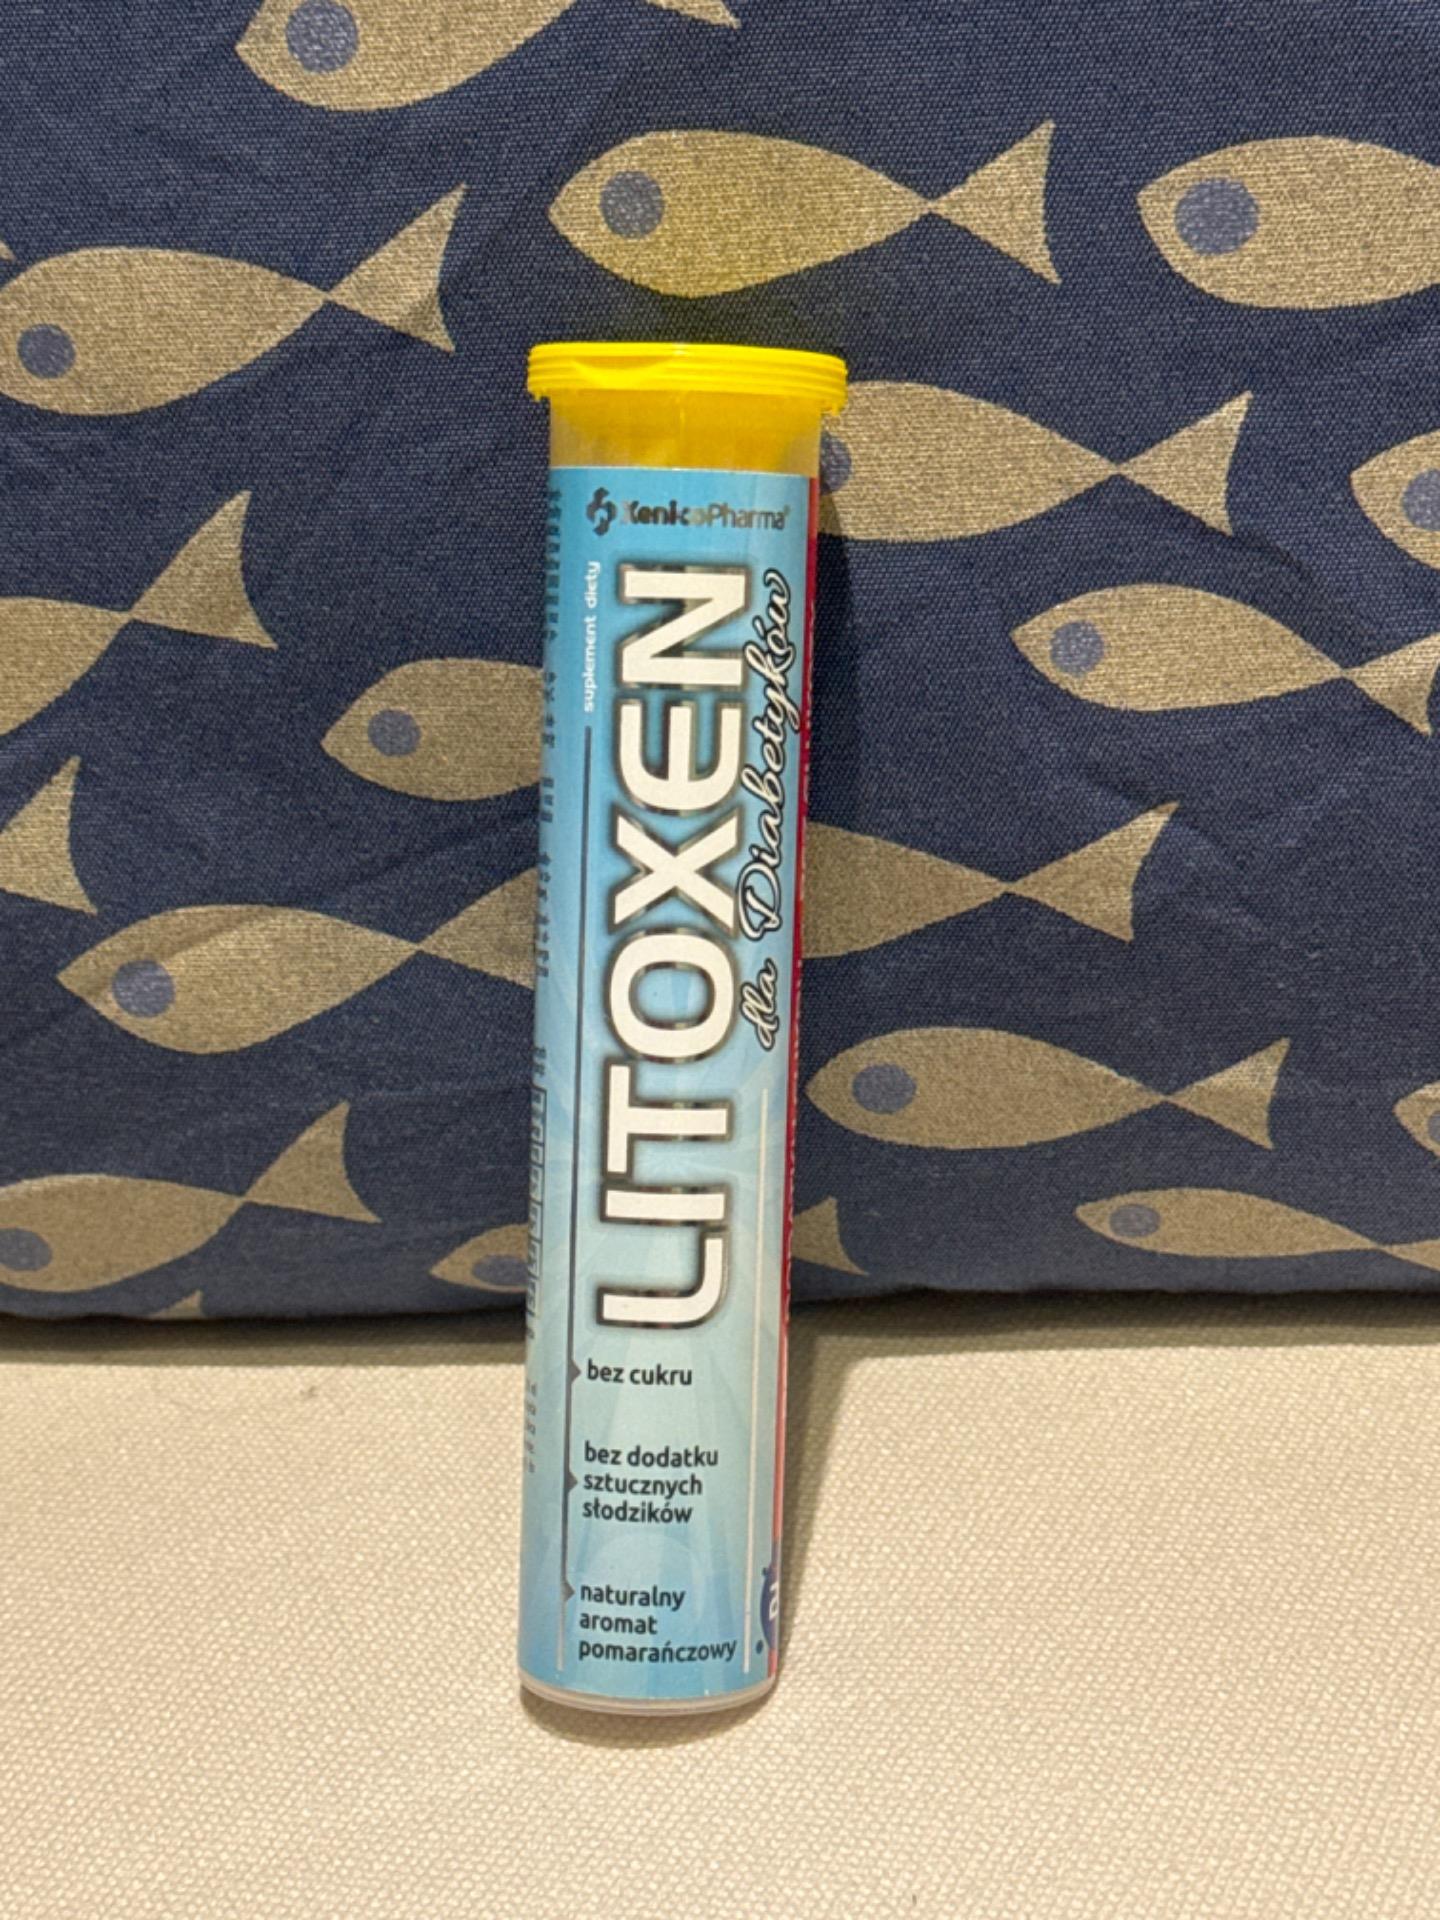 XenicoPharma®
suplement diety
LITOXEN
dla Diabetyków
bez cukru
bez dodatku
sztucznych
słodzików
naturalny
aromat
pomarańczowy